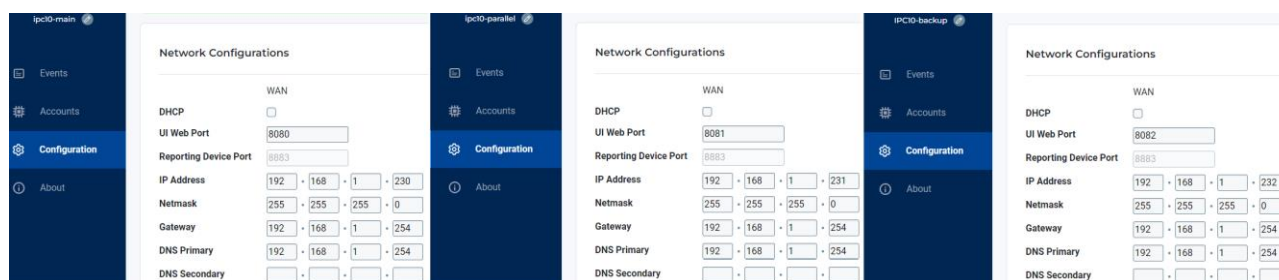 ipc10-main
Events
Accounts
Configuration
About
Network Configurations
WAN
DHCP
UI Web Port 8080
Reporting Device Port 8883
IP Address 192 . 168 . 1 . 230
Netmask 255 . 255 . 255 . 0
Gateway 192 . 168 . 1 . 254
DNS Primary 192 . 168 . 1 . 254
DNS Secondary . . .
ipc10-parallel
Events
Accounts
Configuration
About
Network Configurations
WAN
DHCP
UI Web Port 8081
Reporting Device Port 8883
IP Address 192 . 168 . 1 . 231
Netmask 255 . 255 . 255 . 0
Gateway 192 . 168 . 1 . 254
DNS Primary 192 . 168 . 1 . 254
DNS Secondary . . .
IPC10-backup
Events
Accounts
Configuration
About
Network Configurations
WAN
DHCP
UI Web Port 8082
Reporting Device Port 8883
IP Address 192 . 168 . 1 . 232
Netmask 255 . 255 . 255 . 0
Gateway 192 . 168 . 1 . 254
DNS Primary 192 . 168 . 1 . 254
DNS Secondary . . .